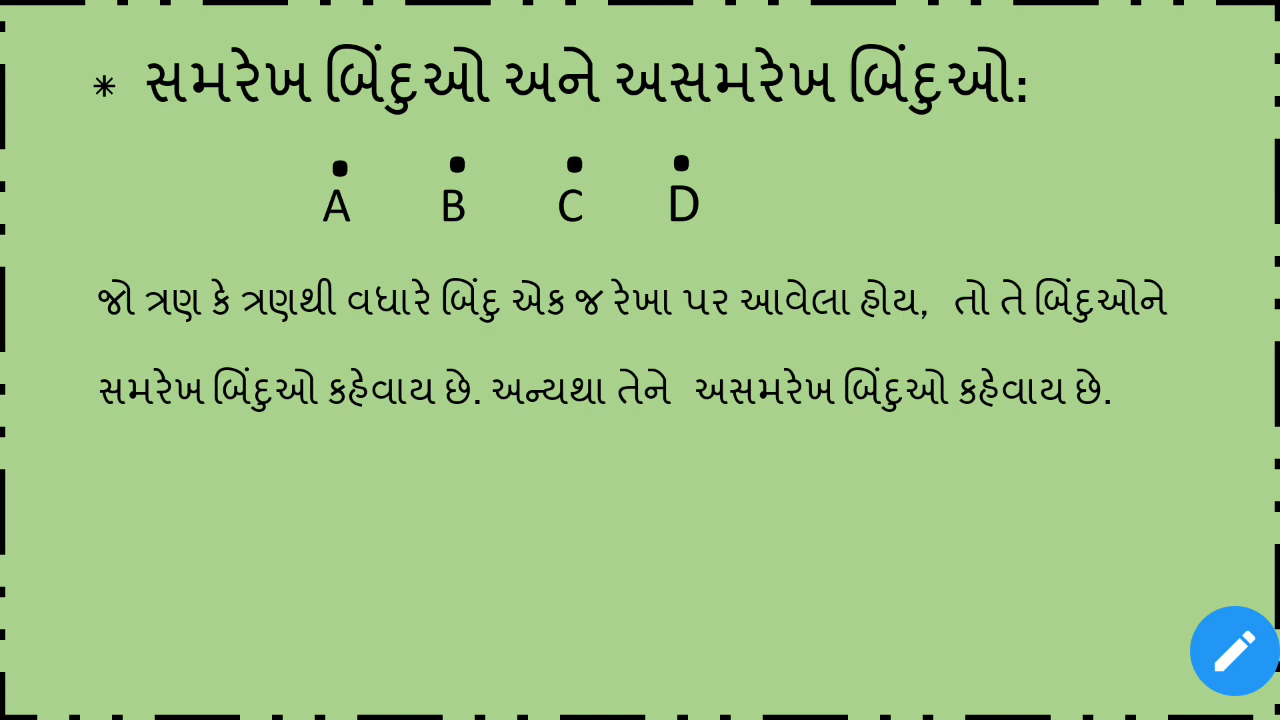 * સમરેખ બિંદુઓ અને અસમરેખ બિંદુઓ:
A B C D
જો ત્રણ કે ત્રણથી વધારે બિંદુ એક જ રેખા પર આવેલા હોય, તો તે બિંદુઓને
સમરેખ બિંદુઓ કહેવાય છે. અન્યથા તેને અસમરેખ બિંદુઓ કહેવાય છે.